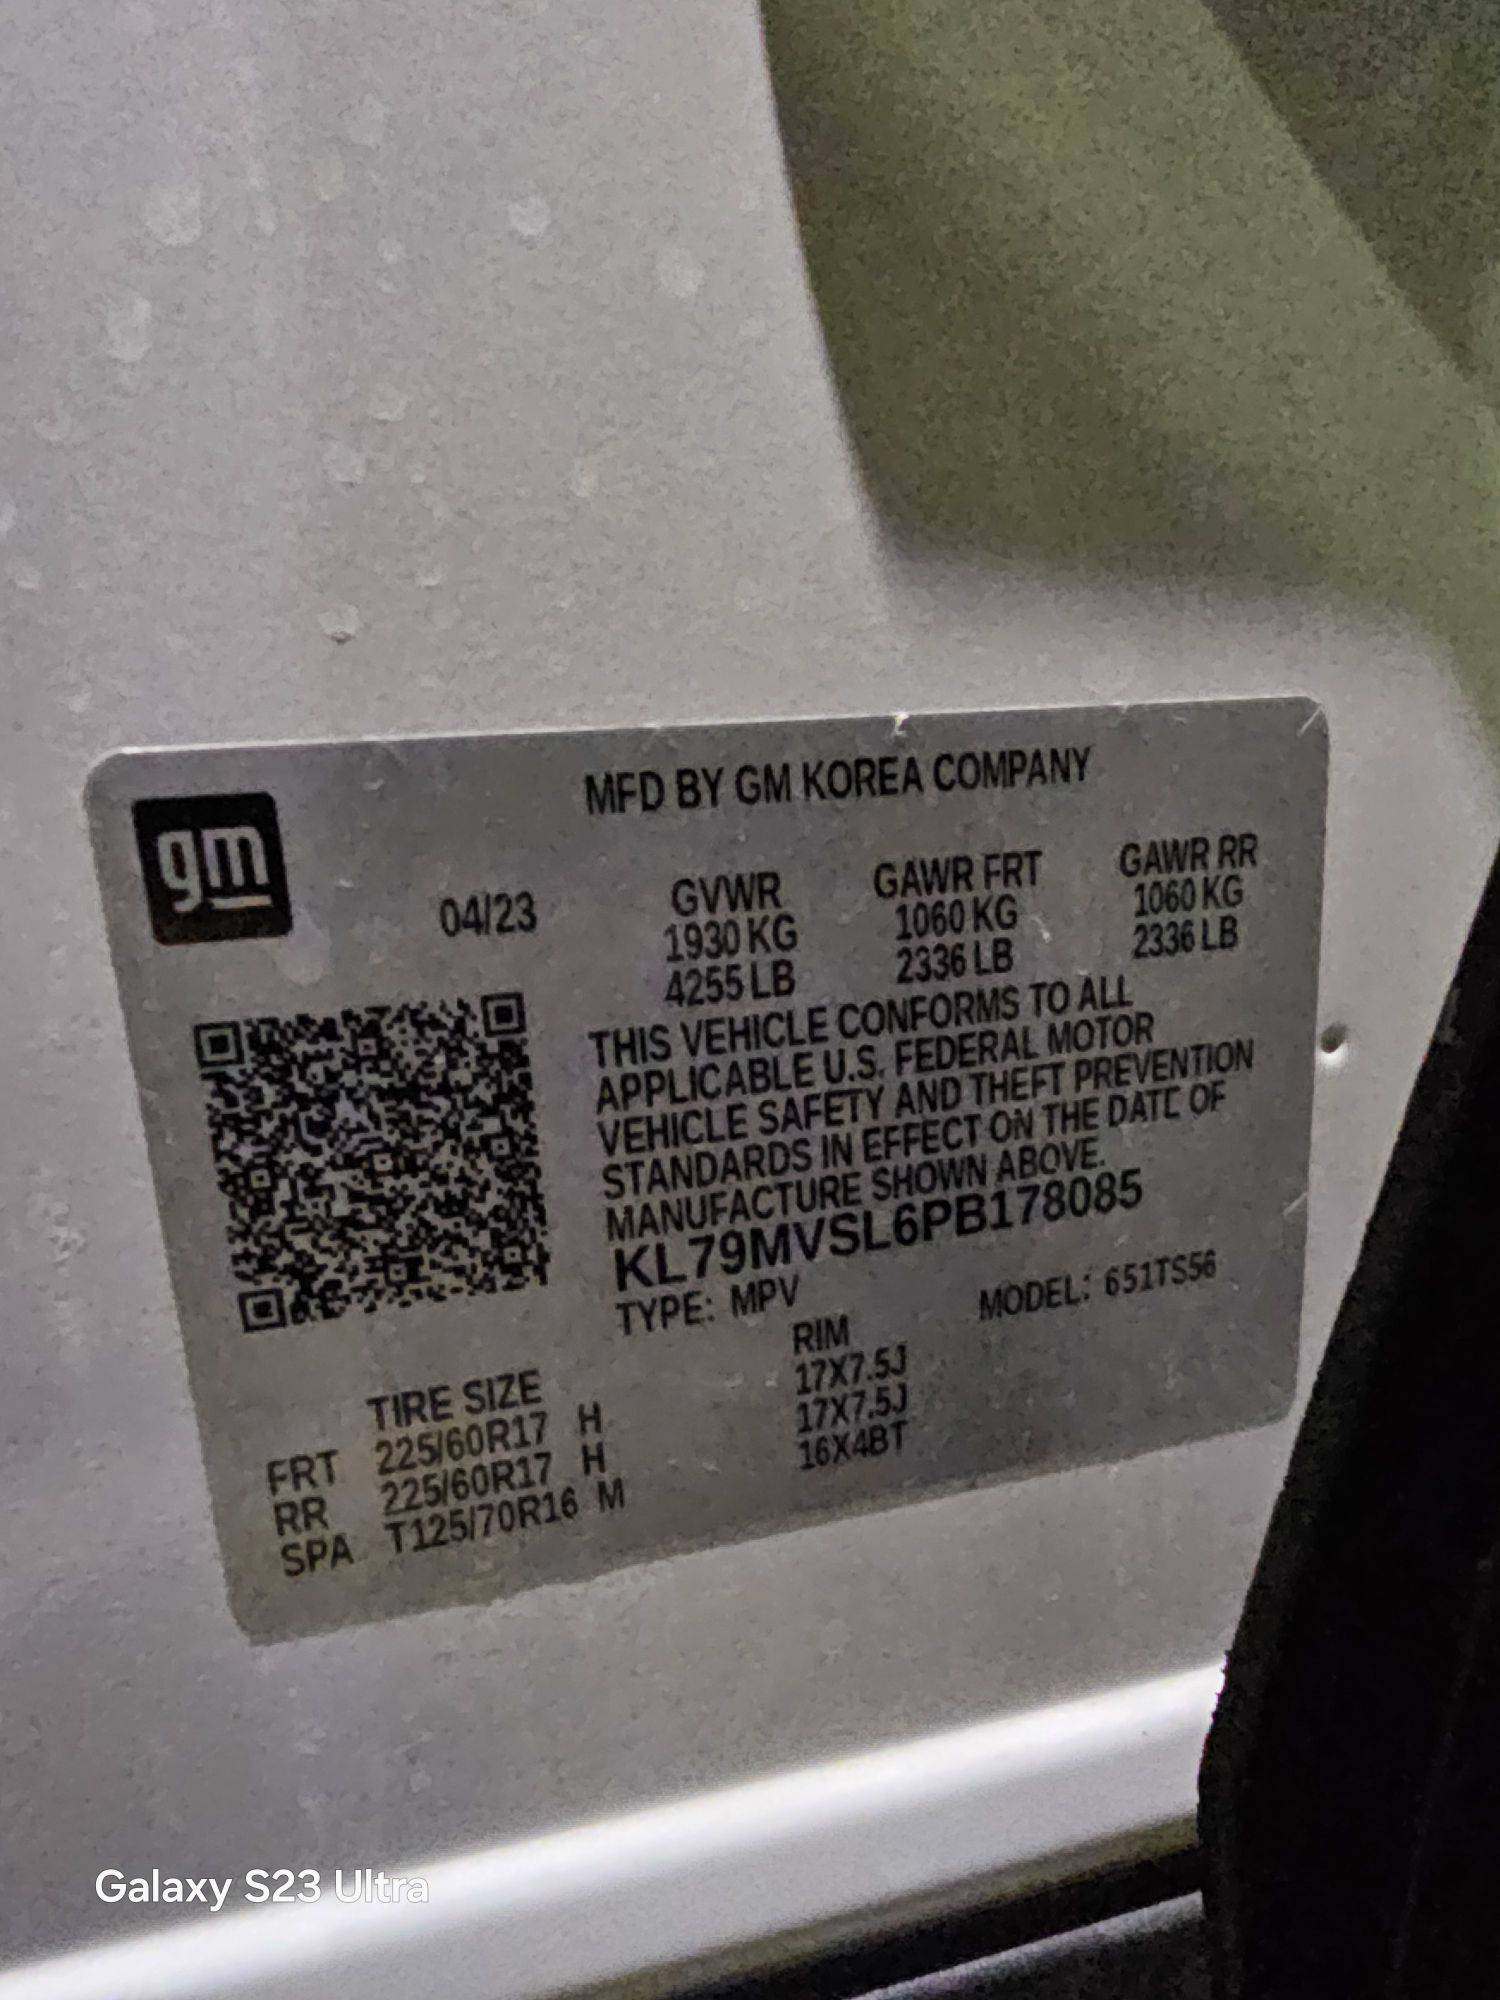 MFD BY GM KOREA COMPANY
gm
04/23
GVWR GAWR FRT GAWR RR
1930 KG 1060 KG 1060 KG
4255 LB 2336 LB 2336 LB
THIS VEHICLE CONFORMS TO ALL
APPLICABLE U.S. FEDERAL MOTOR
VEHICLE SAFETY AND THEFT PREVENTION
STANDARDS IN EFFECT ON THE DATE OF
MANUFACTURE SHOWN ABOVE.
KL79MVSL6PB178085
TYPE: MPV MODEL: 651TS56
TIRE SIZE RIM
FRT 225/60R17 H 17X7.5J
RR 225/60R17 H 17X7.5J
SPA T125/70R16 M 16X4BT
Galaxy S23 Ultra